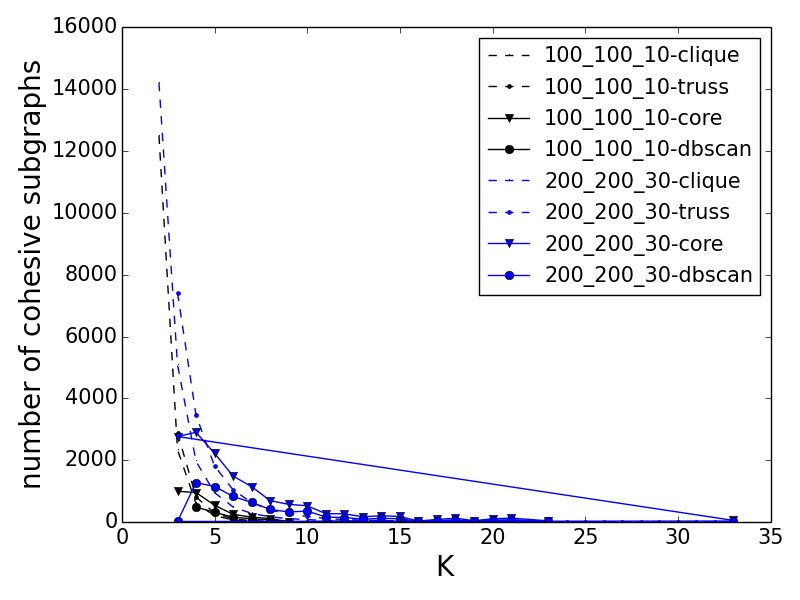 number of cohesive subgraphs
16000
14000
12000
10000
8000
6000
4000
2000
0
0 5 10 15 20 25 30 35
K
100_100_10-clique
100_100_10-truss
100_100_10-core
100_100_10-dbscan
200_200_30-clique
200_200_30-truss
200_200_30-core
200_200_30-dbscan